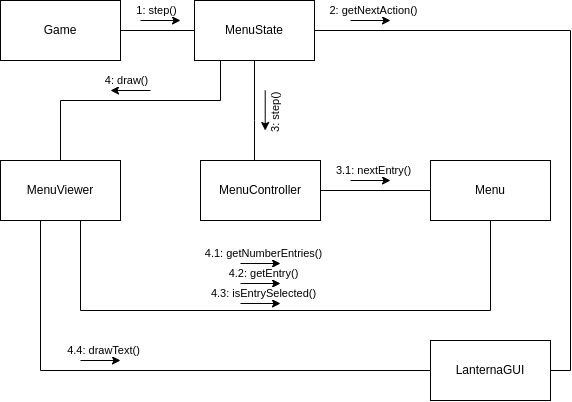 1: step()
2: getNextAction()
Game
MenuState
4: draw()
3: step()
MenuViewer
MenuController
3.1: nextEntry()
Menu
4.1: getNumberEntries()
4.2: getEntry()
4.3: isEntrySelected()
4.4: drawText()
LanternaGUI